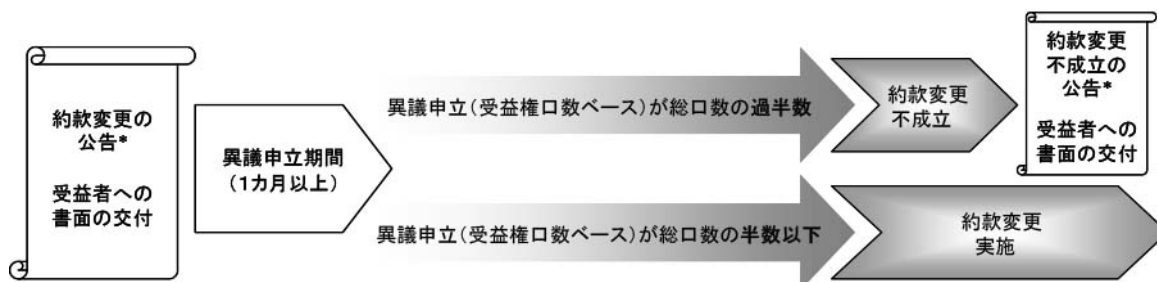 約款変更の
公告*
受益者への
書面の交付
異議申立期間
(1カ月以上)
異議申立(受益権口数ベース)が総口数の過半数
約款変更
不成立
約款変更
不成立の
公告*
受益者への
書面の交付
異議申立(受益権口数ベース)が総口数の半数以下
約款変更
実施